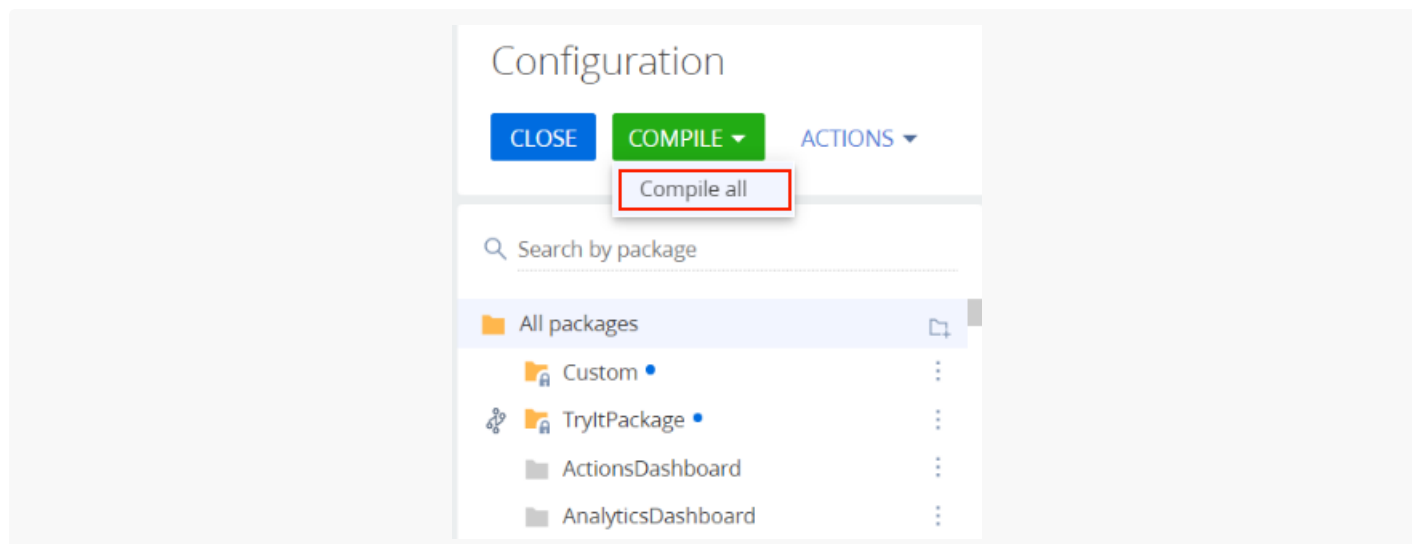 Configuration
CLOSE COMPILE ACTIONS
Compile all
Search by package
All packages
Custom
TryItPackage
ActionsDashboard
AnalyticsDashboard